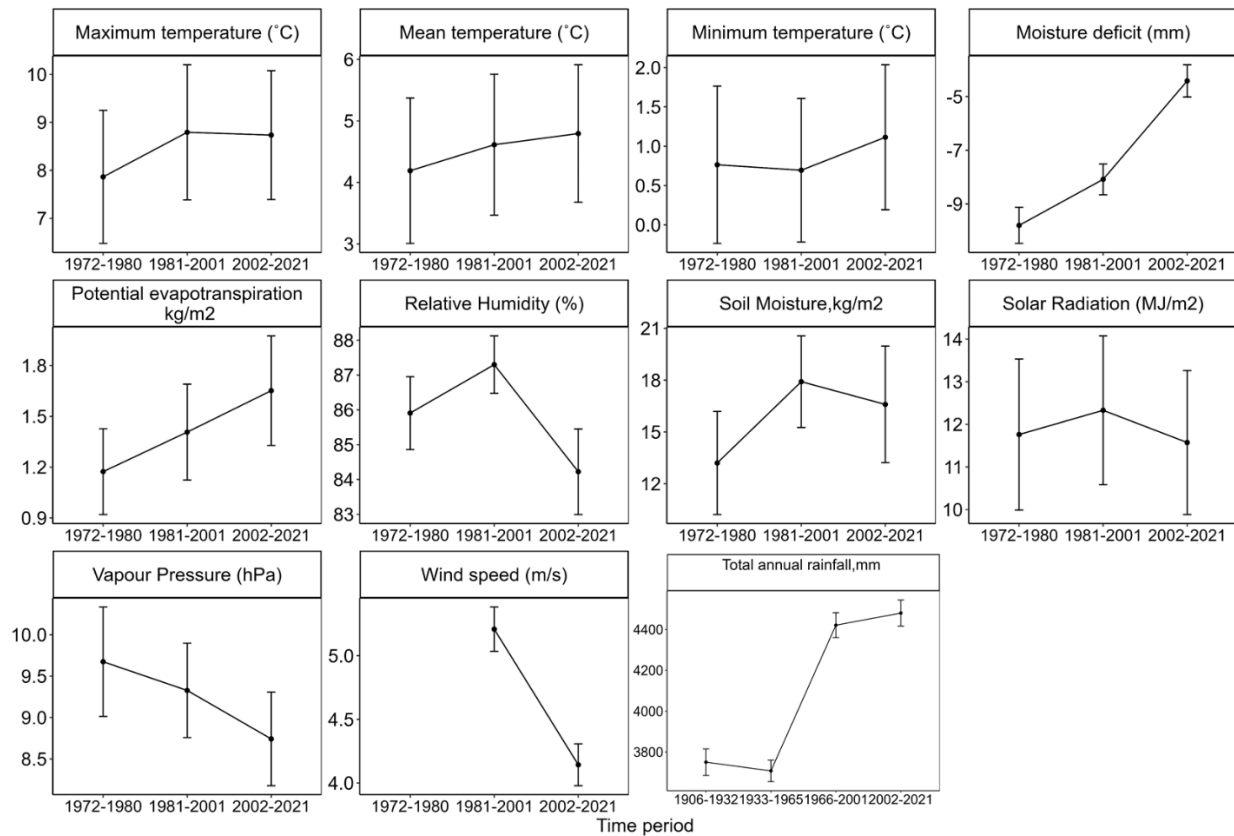 Maximum temperature (˚C)
Mean temperature (˚C)
Minimum temperature (˚C)
Moisture deficit (mm)
10
9
8
7
6
5
4
3
2.0
1.5
1.0
0.5
0.0
-5
-7
-9
1972-1980 1981-2001 2002-2021
1972-1980 1981-2001 2002-2021
1972-1980 1981-2001 2002-2021
1972-1980 1981-2001 2002-2021
Potential evapotranspiration
kg/m2
Relative Humidity (%)
Soil Moisture,kg/m2
Solar Radiation (MJ/m2)
1.8
1.5
1.2
0.9
88
87
86
85
84
83
21
18
15
12
14
13
12
11
10
1972-1980 1981-2001 2002-2021
1972-1980 1981-2001 2002-2021
1972-1980 1981-2001 2002-2021
1972-1980 1981-2001 2002-2021
Vapour Pressure (hPa)
Wind speed (m/s)
Total annual rainfall,mm
10.0
9.5
9.0
8.5
5.0
4.5
4.0
4400
4200
4000
3800
1972-1980 1981-2001 2002-2021
1972-1980 1981-2001 2002-2021
1906-1932 1933-1965 1966-2001 2002-2021
Time period